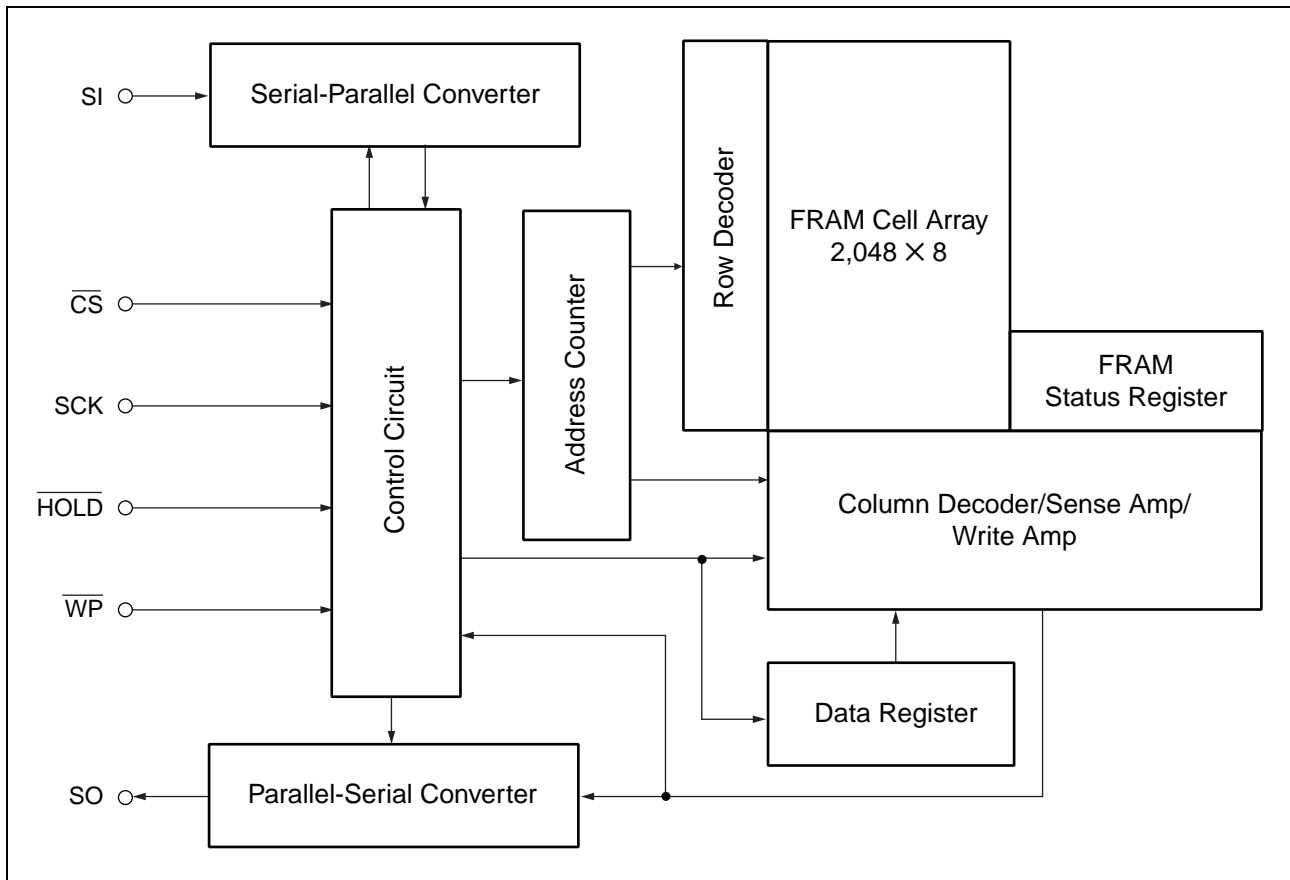 SI
Serial-Parallel Converter
CS
SCK
HOLD
WP
Control Circuit
Address Counter
Row Decoder
FRAM Cell Array
2,048 × 8
FRAM
Status Register
Column Decoder/Sense Amp/
Write Amp
Data Register
SO
Parallel-Serial Converter